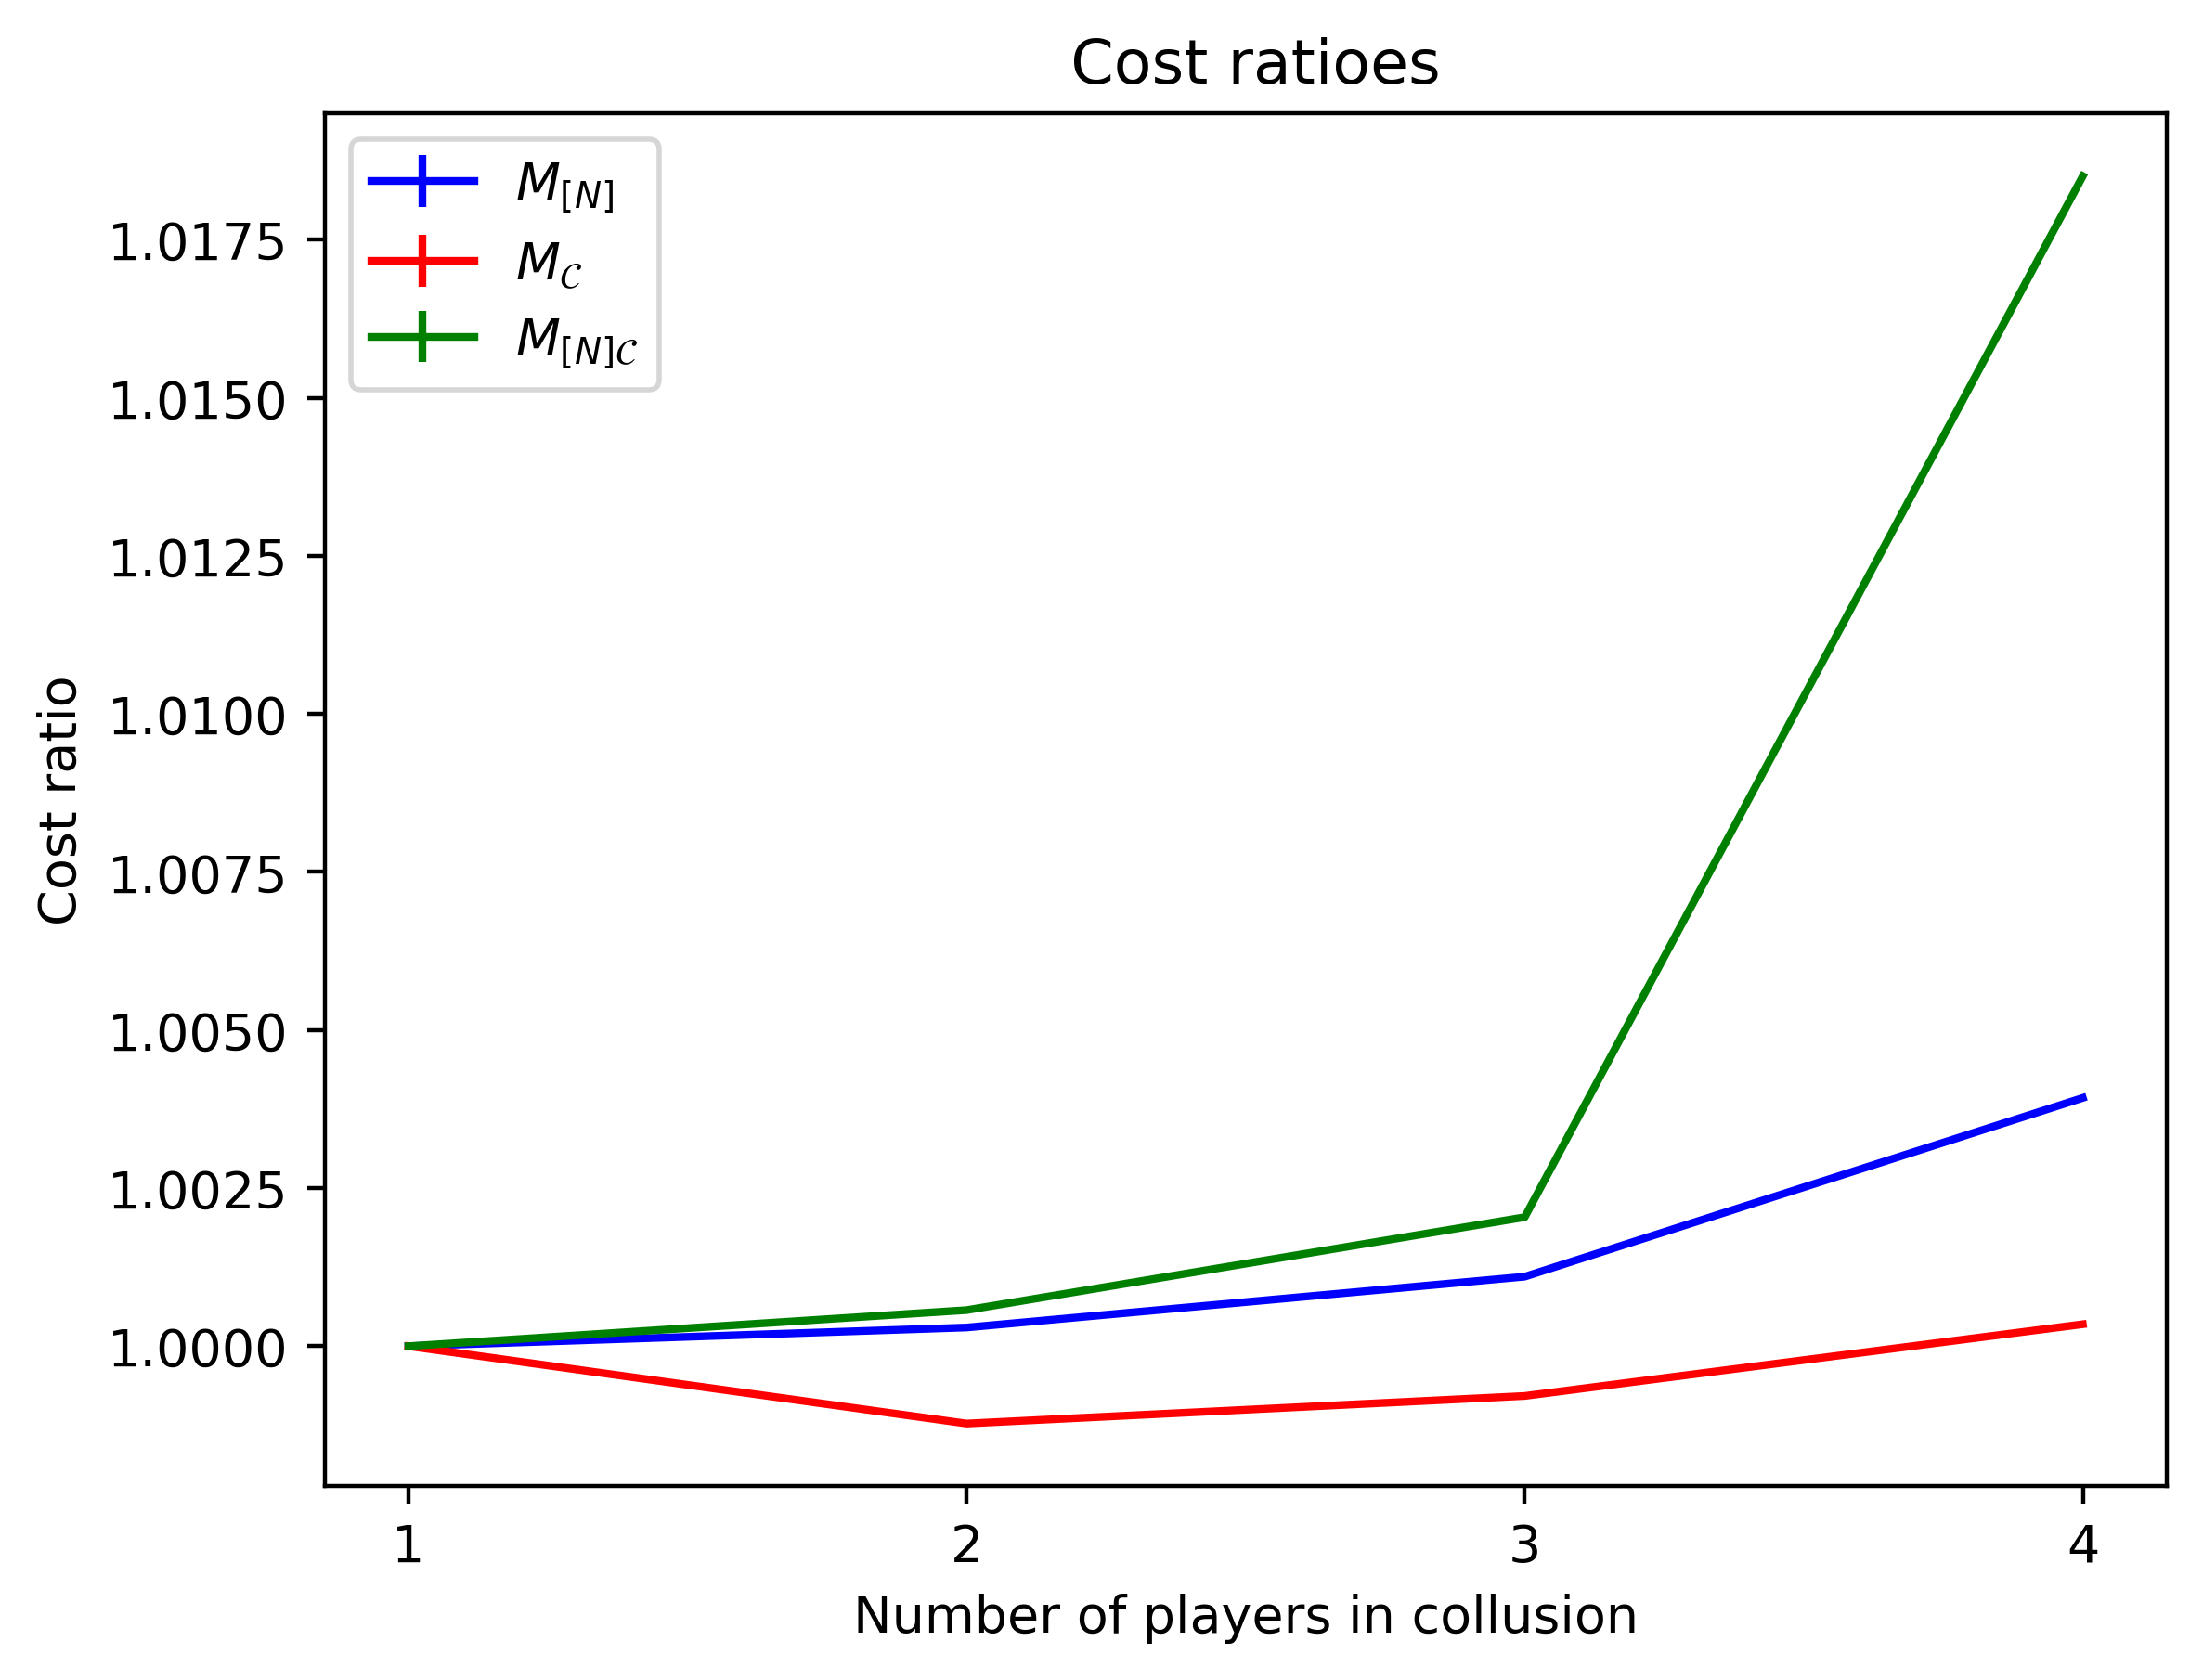 Cost ratioes
M[N]
M𝒞
M[N]𝒞
Cost ratio
1.0175
1.0150
1.0125
1.0100
1.0075
1.0050
1.0025
1.0000
1 2 3 4
Number of players in collusion